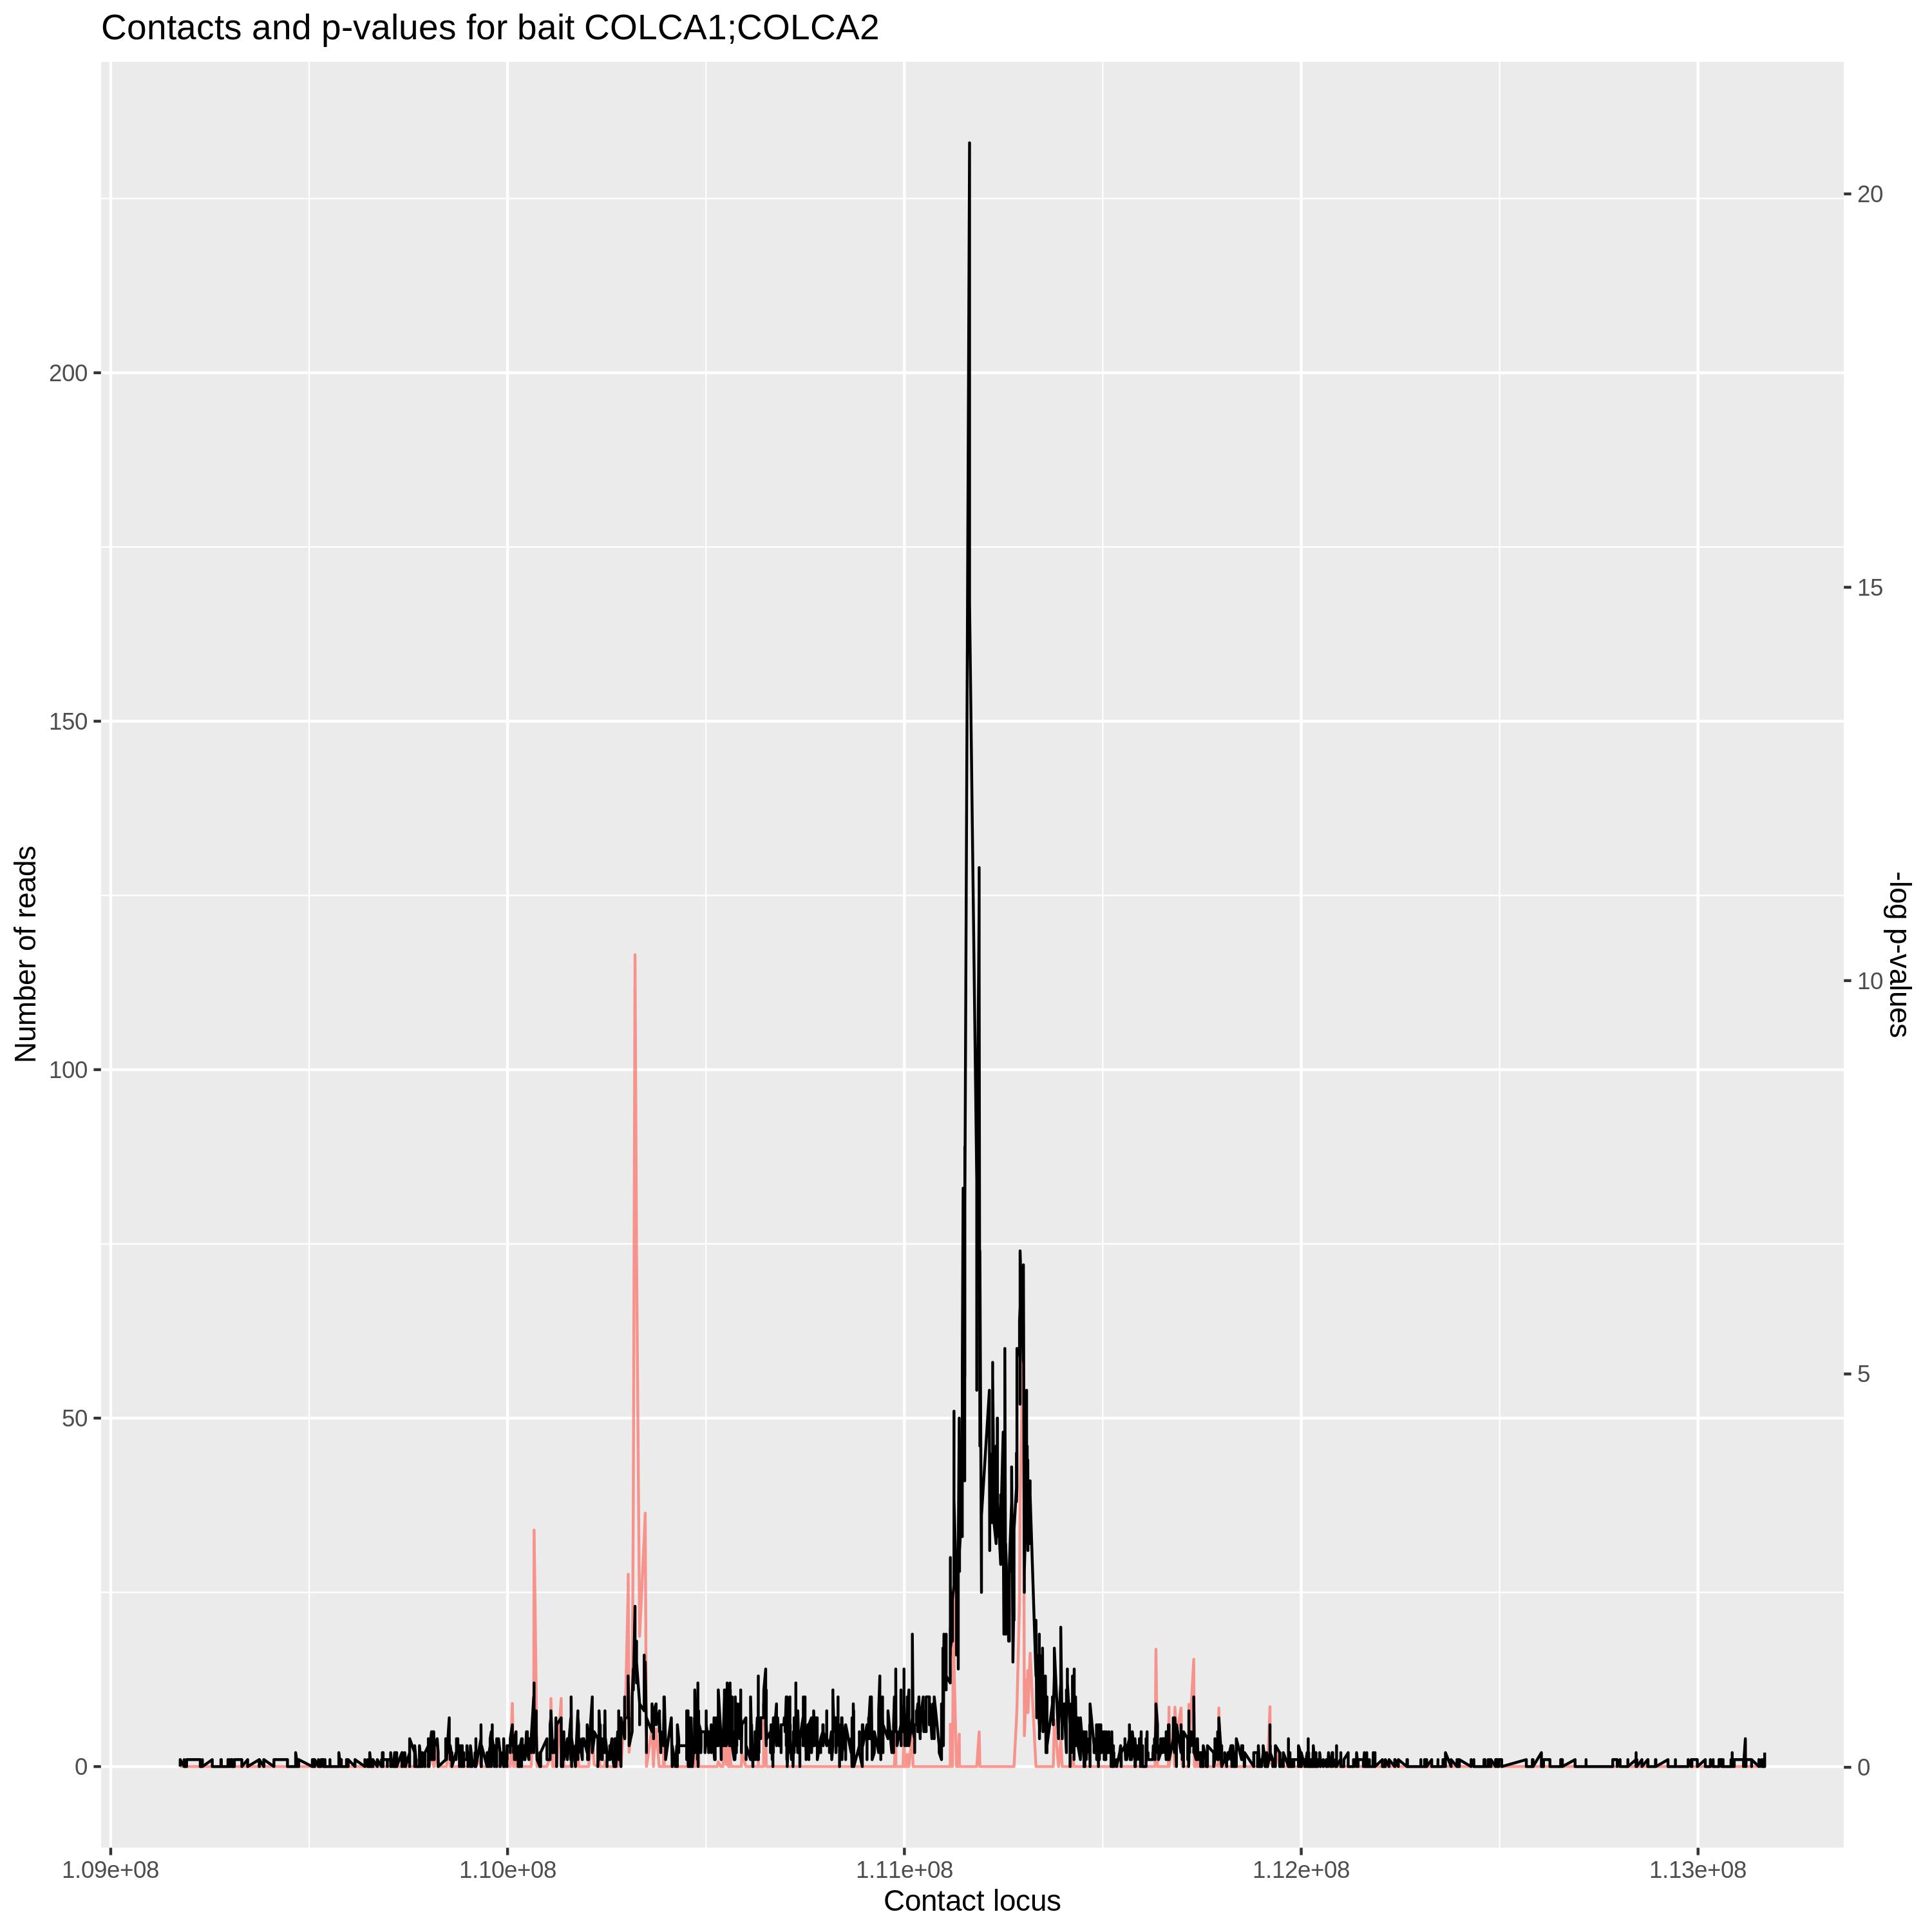 Contacts and p-values for bait COLCA1;COLCA2
Number of reads
200
150
100
50
0
20
15
10
5
0
-log p-values
1.09e+08 1.10e+08 1.11e+08 1.12e+08 1.13e+08
Contact locus